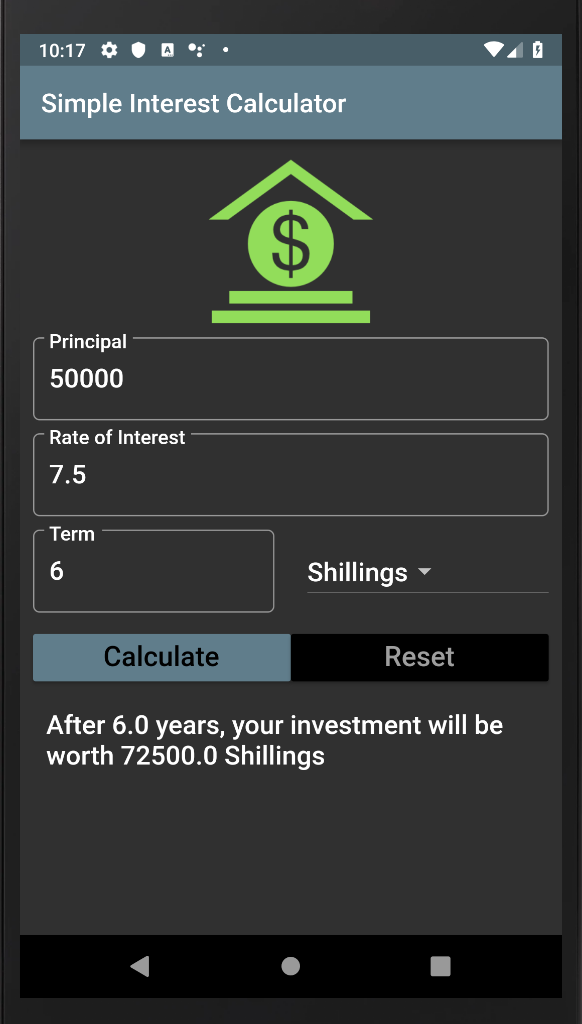 10:17
A
Simple Interest Calculator
$
Principal
50000
Rate of Interest
7.5
Term
6
Shillings
Calculate Reset
After 6.0 years, your investment will be
worth 72500.0 Shillings